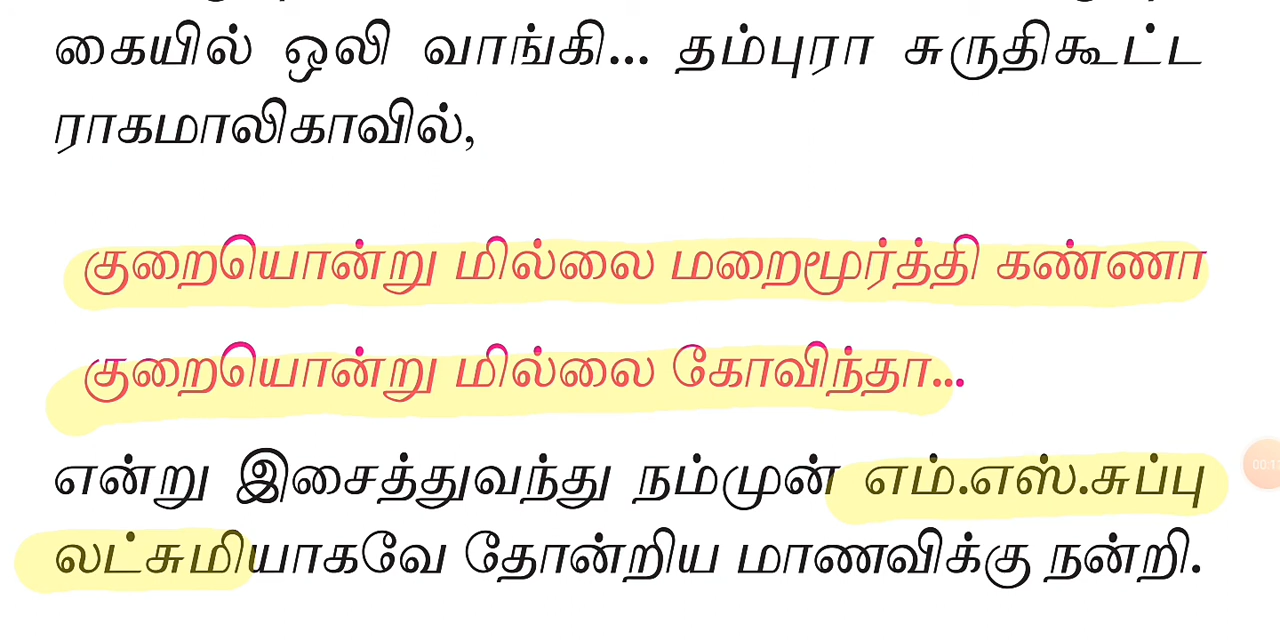 கையில் ஒலி வாங்கி... தம்புரா சுருதிகூட்ட
ராகமாலிகாவில்,
குறையொன்று மில்லை மறைமூர்த்தி கண்ணா
குறையொன்று மில்லை கோவிந்தா...
என்று இசைத்துவந்து நம்முன் எம்.எஸ்.சுப்பு
லட்சுமியாகவே தோன்றிய மாணவிக்கு நன்றி.